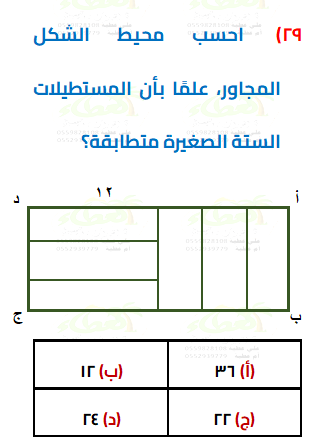 ٢٩) احسب محيط الشكل
المجاور، علمًا بأن المستطيلات
الستة الصغيرة متطابقة؟
د ١٢ أ
ج ب
(أ) ٣٦ (ب) ١٢
(ج) ٢٢ (د) ٢٤